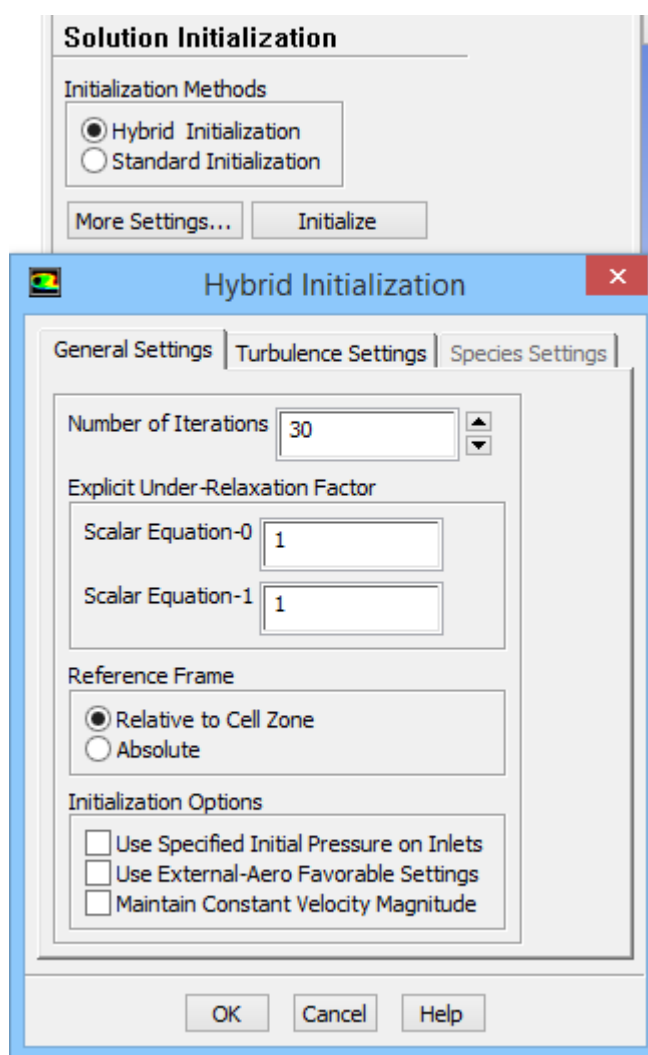 Solution Initialization
Initialization Methods
Hybrid Initialization
Standard Initialization
More Settings... Initialize
Hybrid Initialization
General Settings Turbulence Settings Species Settings
Number of Iterations 30
Explicit Under-Relaxation Factor
Scalar Equation-0 1
Scalar Equation-1 1
Reference Frame
Relative to Cell Zone
Absolute
Initialization Options
Use Specified Initial Pressure on Inlets
Use External-Aero Favorable Settings
Maintain Constant Velocity Magnitude
OK Cancel Help